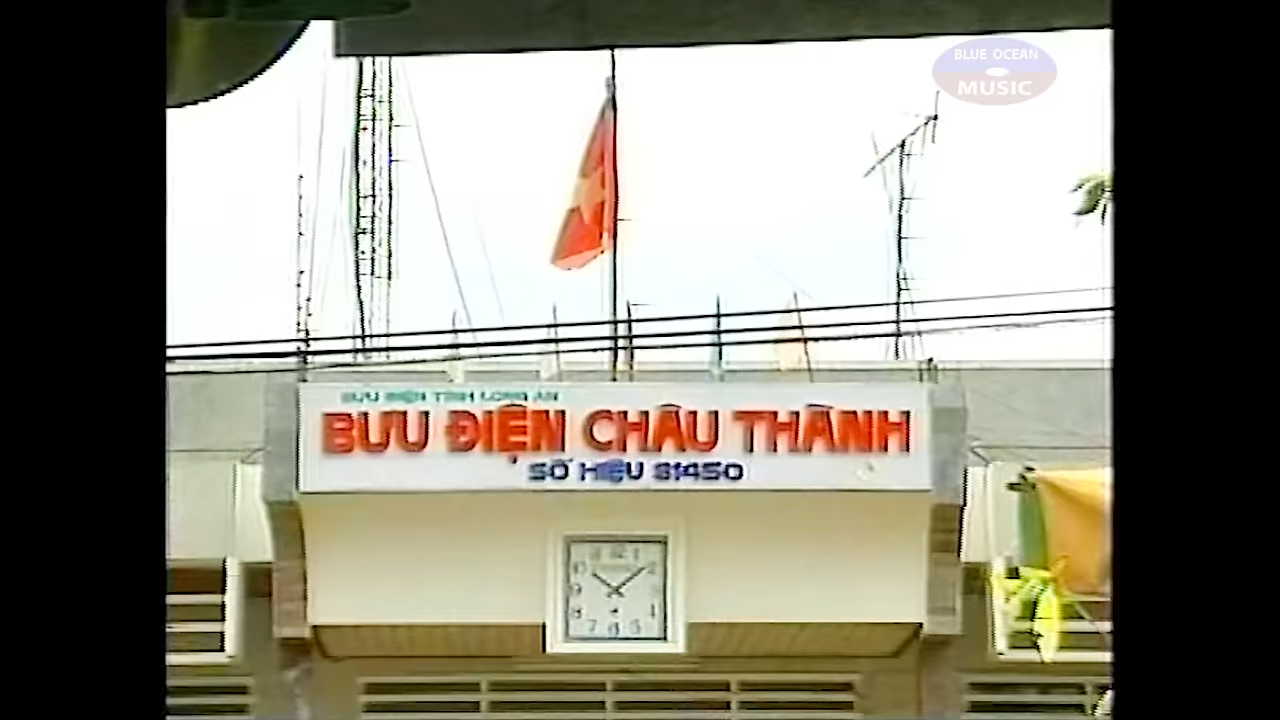 BLUE OCEAN
MUSIC
BƯU ĐIỆN TỈNH LONG AN
BƯU ĐIỆN CHÂU THÀNH
SỐ HIỆU 81450